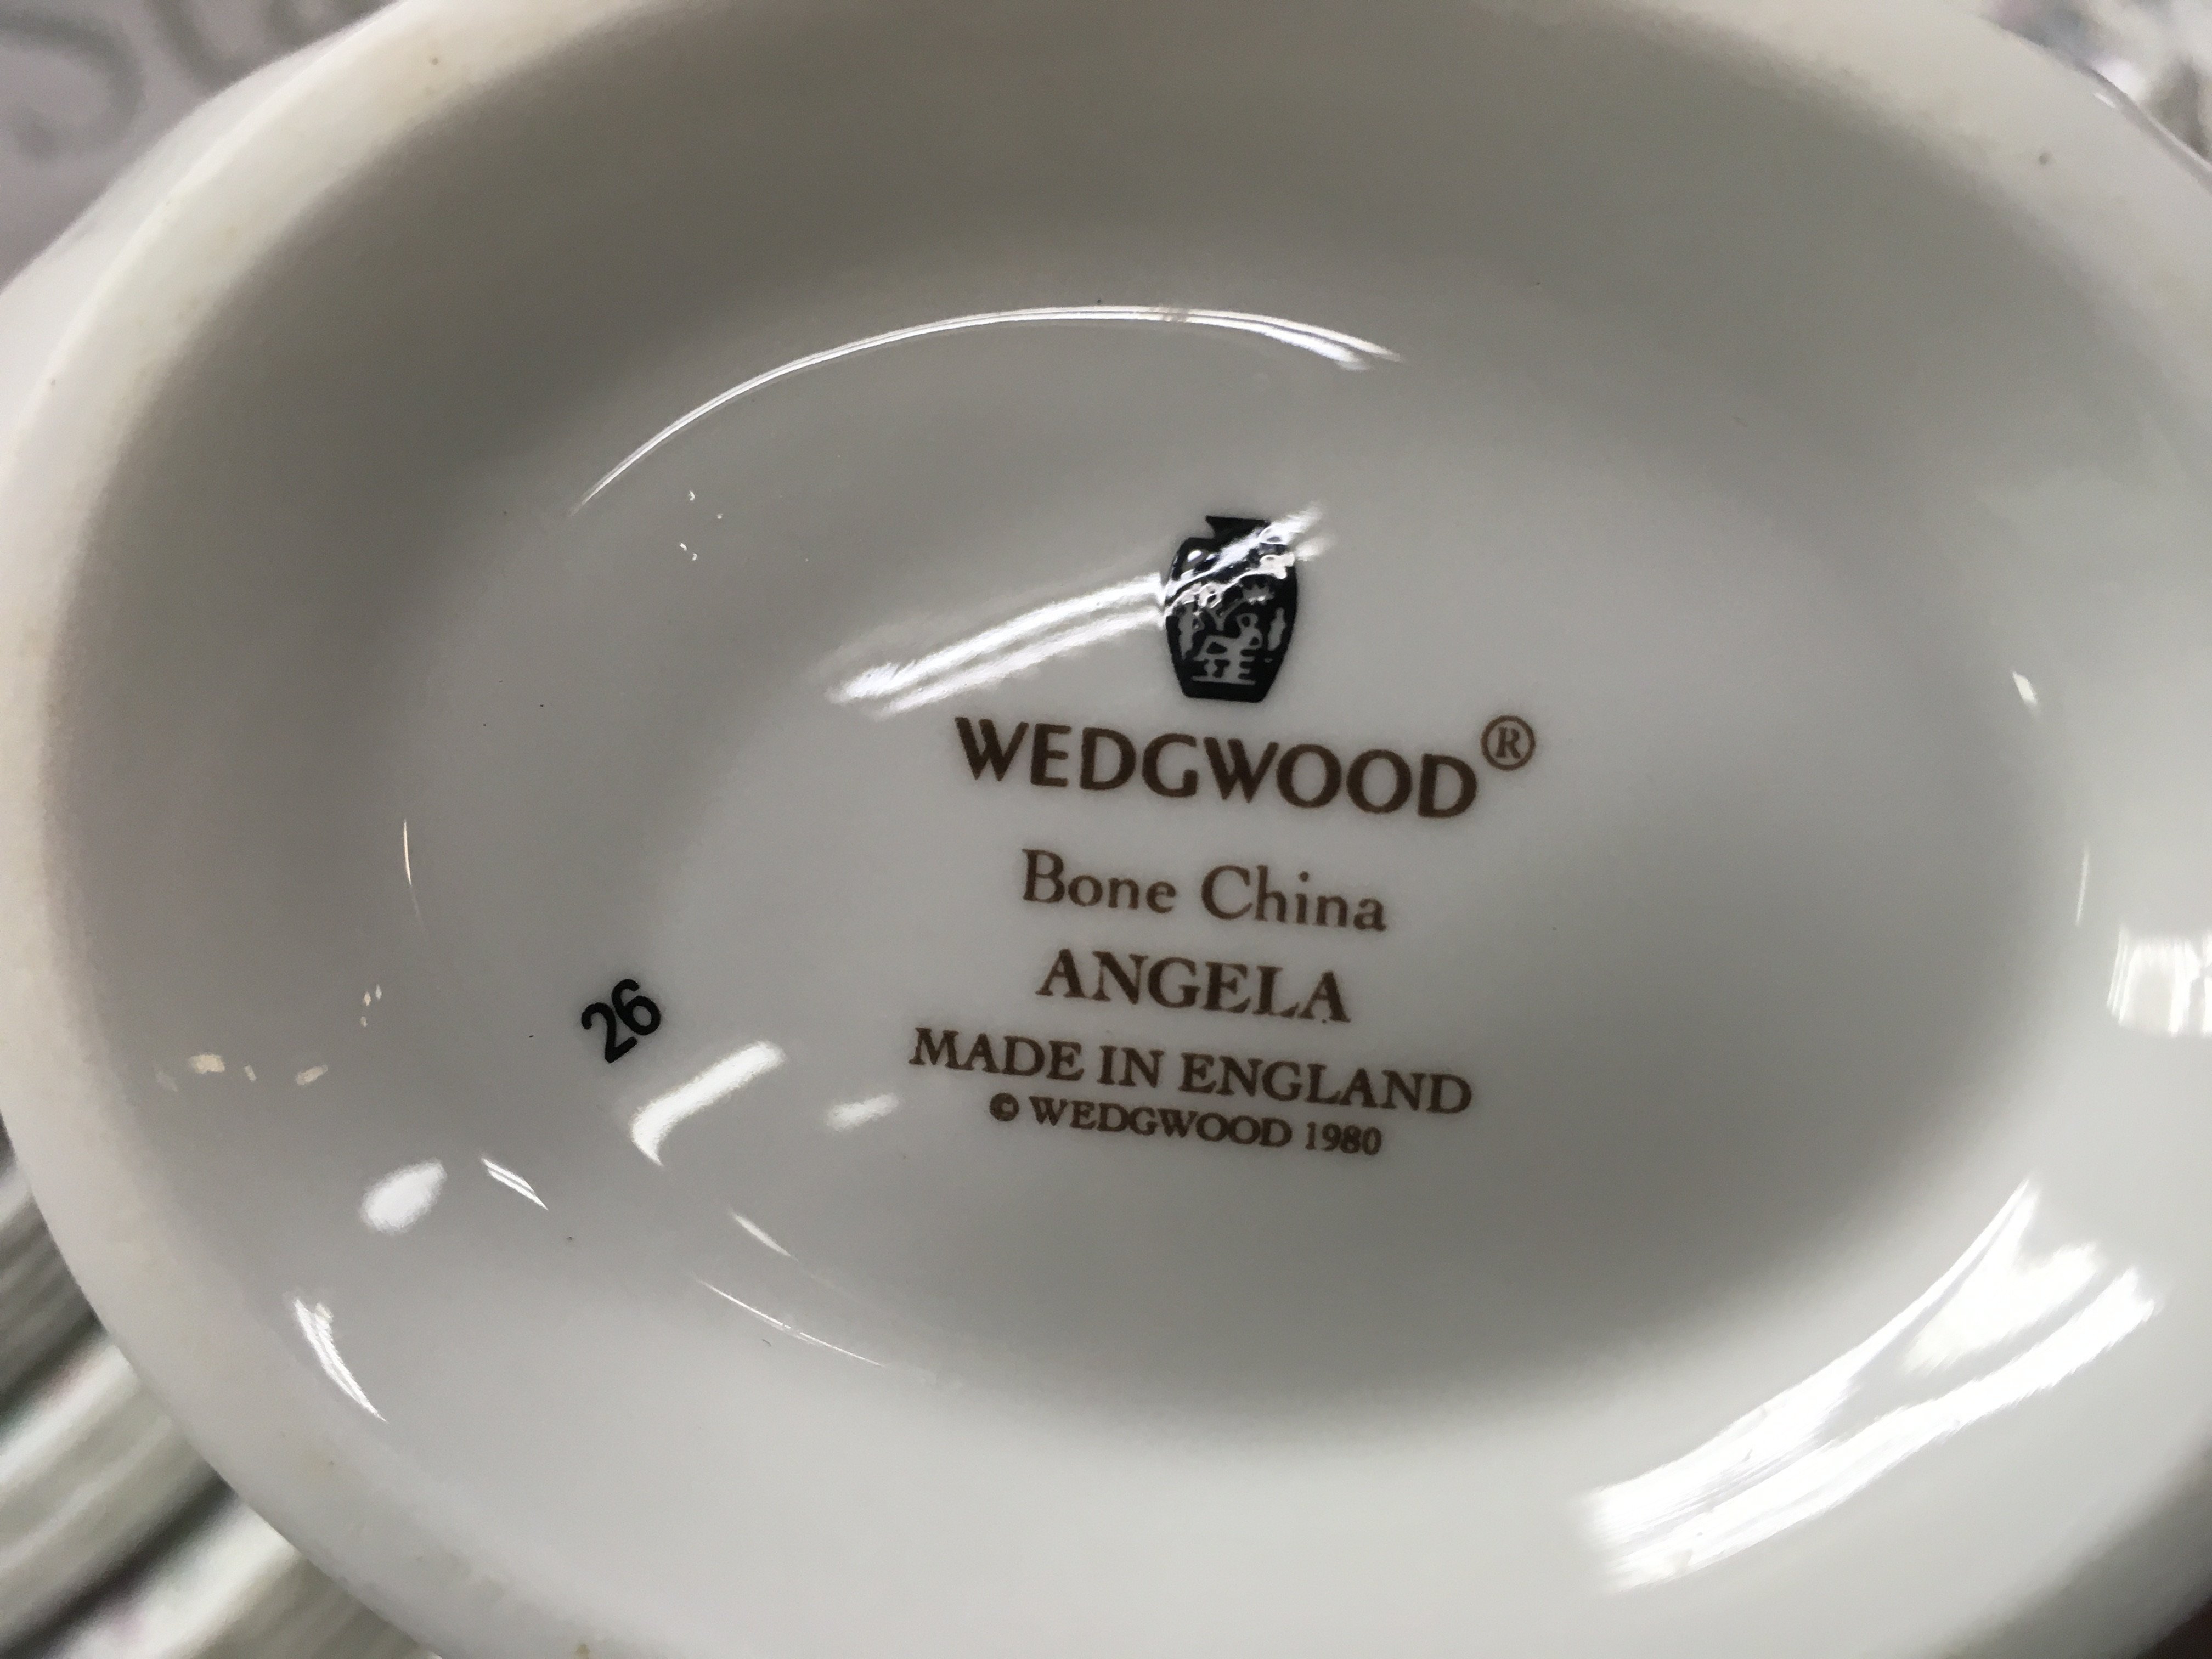 WEDGWOOD®
Bone China
ANGELA
MADE IN ENGLAND
© WEDGWOOD 1980
26